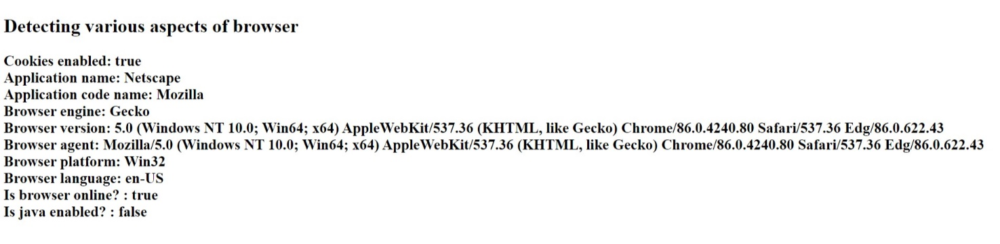 Detecting various aspects of browser
Cookies enabled: true
Application name: Netscape
Application code name: Mozilla
Browser engine: Gecko
Browser version: 5.0 (Windows NT 10.0; Win64; x64) AppleWebKit/537.36 (KHTML, like Gecko) Chrome/86.0.4240.80 Safari/537.36 Edg/86.0.622.43
Browser agent: Mozilla/5.0 (Windows NT 10.0; Win64; x64) AppleWebKit/537.36 (KHTML, like Gecko) Chrome/86.0.4240.80 Safari/537.36 Edg/86.0.622.43
Browser platform: Win32
Browser language: en-US
Is browser online? : true
Is java enabled? : false